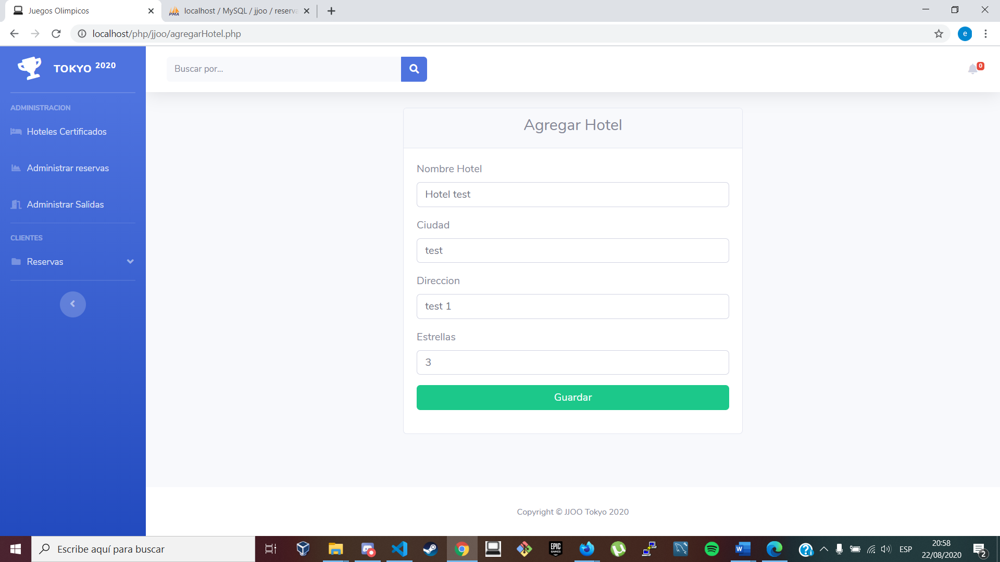 Juegos Olimpicos
localhost / MySQL / jjoo / reserva
localhost/php/jjoo/agregarHotel.php
e
TOKYO 2020
Buscar por...
0
ADMINISTRACION
Hoteles Certificados
Administrar reservas
Administrar Salidas
CLIENTES
Reservas
Agregar Hotel
Nombre Hotel
Hotel test
Ciudad
test
Direccion
test 1
Estrellas
3
Guardar
Copyright © JJOO Tokyo 2020
Escribe aquí para buscar
ESP
20:58
22/08/2020
2